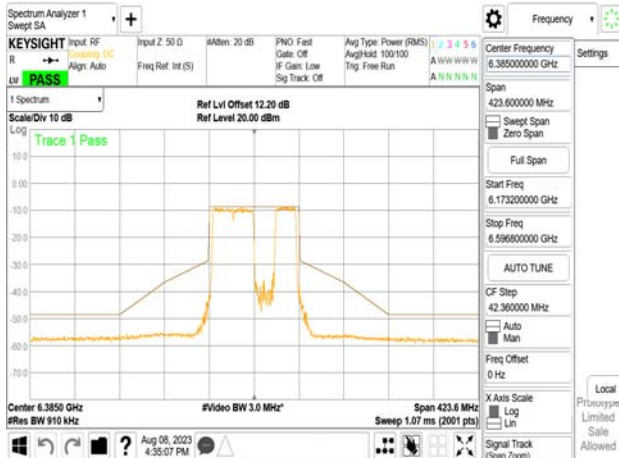 Spectrum Analyzer 1
Swept SA
+
Frequency
KEYSIGHT
R
LXI
PASS
Input: RF
Coupling: DC
Align: Auto
Input Z: 50 Ω
Freq Ref: Int (S)
#Atten: 20 dB
PNO: Fast
Gate: Off
IF Gain: Low
Sig Track: Off
Avg Type: Power (RMS)
Avg|Hold: 100/100
Trig: Free Run
1 2 3 4 5 6
A W W W W W
A N N N N N
1 Spectrum
Scale/Div 10 dB
Ref Lvl Offset 12.20 dB
Ref Level 20.00 dBm
Log
Trace 1 Pass
10.0
0.00
-10.0
-20.0
-30.0
-40.0
-50.0
-60.0
-70.0
Center 6.3850 GHz
#Res BW 910 kHz
#Video BW 3.0 MHz*
Span 423.6 MHz
Sweep 1.07 ms (2001 pts)
Aug 08, 2023
4:35:07 PM
?
Center Frequency
6.385000000 GHz
Settings
Span
423.600000 MHz
Swept Span
Zero Span
Full Span
Start Freq
6.173200000 GHz
Stop Freq
6.596800000 GHz
AUTO TUNE
CF Step
42.360000 MHz
Auto
Man
Freq Offset
0 Hz
X Axis Scale
Log
Lin
Signal Track
(Span Zoom)
Local
Prototype
Limited
Sale
Allowed